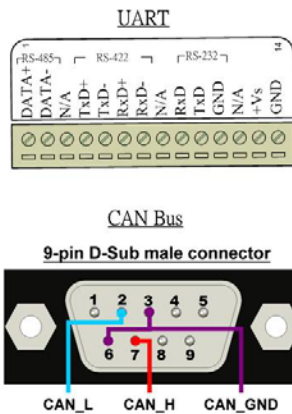 UART
1 14
RS-485 RS-422 RS-232
DATA+ DATA- N/A TxD+ TxD- RxD+ RxD- N/A RxD TxD GND N/A +Vs GND
CAN Bus
9-pin D-Sub male connector
1 2 3 4 5
6 7 8 9
CAN_L CAN_H CAN_GND